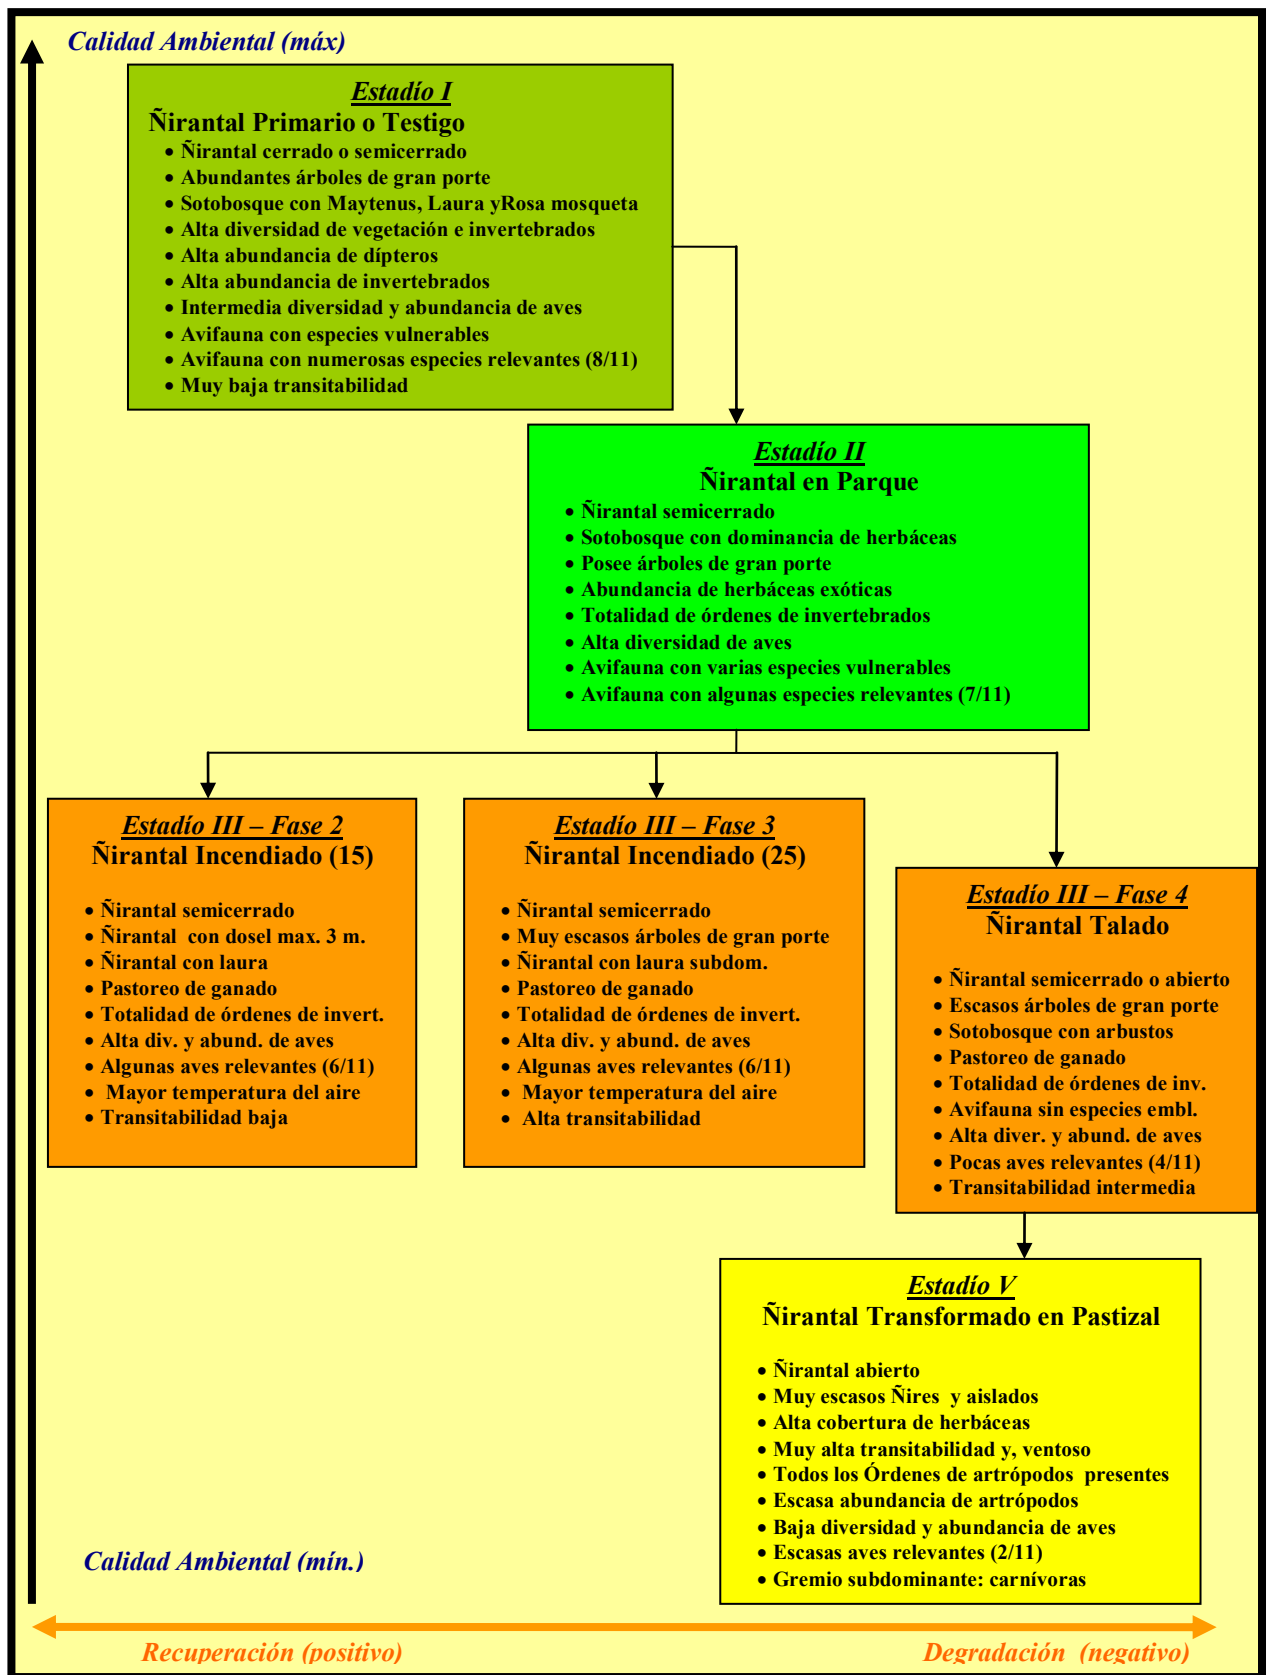 Calidad Ambiental (máx)
Estadío I
Ñirantal Primario o Testigo
• Ñirantal cerrado o semicerrado
• Abundantes árboles de gran porte
• Sotobosque con Maytenus, Laura yRosa mosqueta
• Alta diversidad de vegetación e invertebrados
• Alta abundancia de dípteros
• Alta abundancia de invertebrados
• Intermedia diversidad y abundancia de aves
• Avifauna con especies vulnerables
• Avifauna con numerosas especies relevantes (8/11)
• Muy baja transitabilidad
Estadío II
Ñirantal en Parque
• Ñirantal semicerrado
• Sotobosque con dominancia de herbáceas
• Posee árboles de gran porte
• Abundancia de herbáceas exóticas
• Totalidad de órdenes de invertebrados
• Alta diversidad de aves
• Avifauna con varias especies vulnerables
• Avifauna con algunas especies relevantes (7/11)
Estadío III – Fase 2
Ñirantal Incendiado (15)
• Ñirantal semicerrado
• Ñirantal con dosel max. 3 m.
• Ñirantal con laura
• Pastoreo de ganado
• Totalidad de órdenes de invert.
• Alta div. y abund. de aves
• Algunas aves relevantes (6/11)
• Mayor temperatura del aire
• Transitabilidad baja
Estadío III – Fase 3
Ñirantal Incendiado (25)
• Ñirantal semicerrado
• Muy escasos árboles de gran porte
• Ñirantal con laura subdom.
• Pastoreo de ganado
• Totalidad de órdenes de invert.
• Alta div. y abund. de aves
• Algunas aves relevantes (6/11)
• Mayor temperatura del aire
• Alta transitabilidad
Estadío III – Fase 4
Ñirantal Talado
• Ñirantal semicerrado o abierto
• Escasos árboles de gran porte
• Sotobosque con arbustos
• Pastoreo de ganado
• Totalidad de órdenes de inv.
• Avifauna sin especies embl.
• Alta diver. y abund. de aves
• Pocas aves relevantes (4/11)
• Transitabilidad intermedia
Estadío V
Ñirantal Transformado en Pastizal
• Ñirantal abierto
• Muy escasos Ñires y aislados
• Alta cobertura de herbáceas
• Muy alta transitabilidad y, ventoso
• Todos los Órdenes de artrópodos presentes
• Escasa abundancia de artrópodos
• Baja diversidad y abundancia de aves
• Escasas aves relevantes (2/11)
• Gremio subdominante: carnívoras
Calidad Ambiental (mín.)
Recuperación (positivo)
Degradación (negativo)